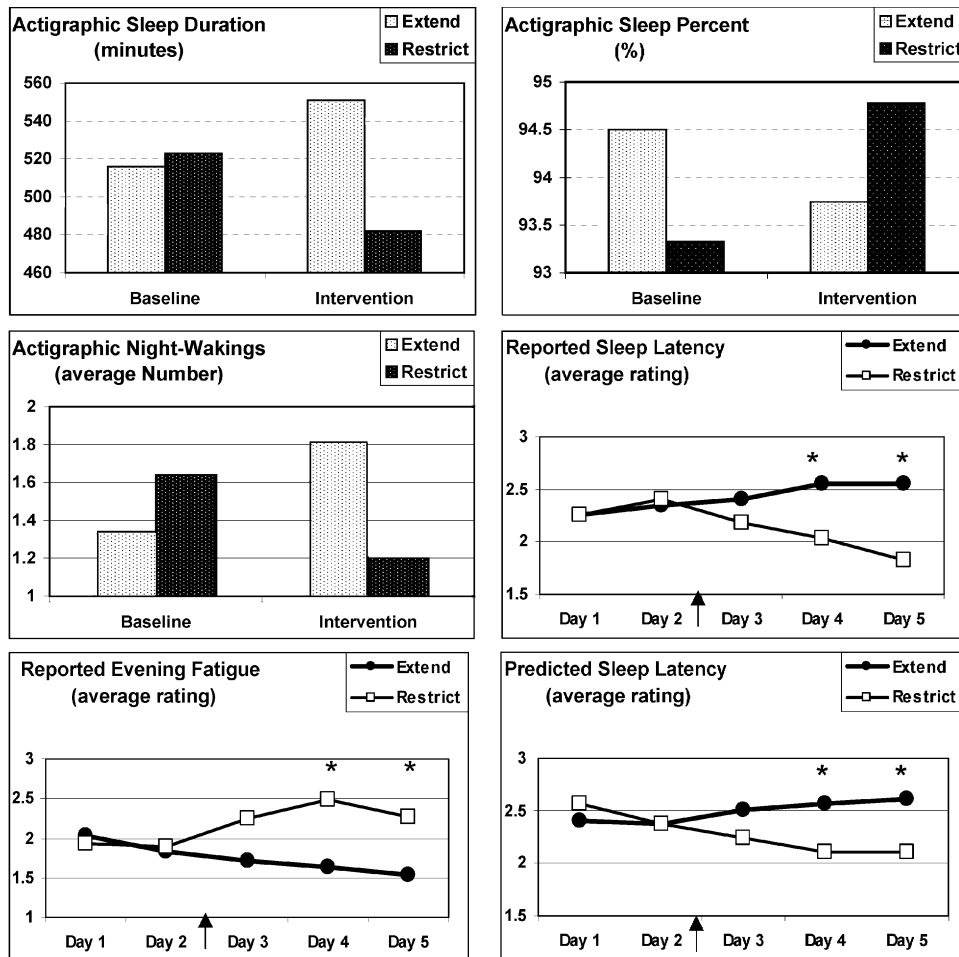 Actigraphic Sleep Duration
(minutes)
Extend
Restrict
560
540
520
500
480
460
Baseline Intervention
Actigraphic Sleep Percent
(%)
Extend
Restrict
95
94.5
94
93.5
93
Baseline Intervention
Actigraphic Night-Wakings
(average Number)
Extend
Restrict
2
1.8
1.6
1.4
1.2
1
Baseline Intervention
Reported Sleep Latency
(average rating)
Extend
Restrict
3
2.5
2
1.5
* *
Day 1 Day 2 Day 3 Day 4 Day 5
Reported Evening Fatigue
(average rating)
Extend
Restrict
3
2.5
2
1.5
1
* *
Day 1 Day 2 Day 3 Day 4 Day 5
Predicted Sleep Latency
(average rating)
Extend
Restrict
3
2.5
2
1.5
* *
Day 1 Day 2 Day 3 Day 4 Day 5